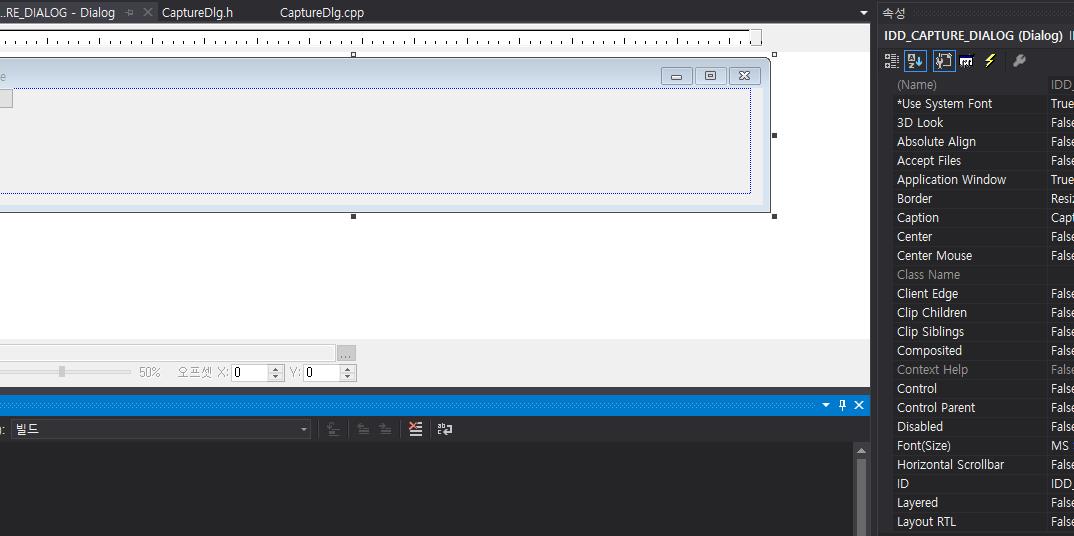 ..RE_DIALOG - Dialog
CaptureDlg.h
CaptureDlg.cpp
e
50%
오프셋 X: 0
Y: 0
빌드
속성
IDD_CAPTURE_DIALOG (Dialog)
(Name) IDD_
*Use System Font True
3D Look False
Absolute Align False
Accept Files False
Application Window True
Border Resiz
Caption Capt
Center False
Center Mouse False
Class Name
Client Edge False
Clip Children False
Clip Siblings False
Composited False
Context Help False
Control False
Control Parent False
Disabled False
Font(Size) MS
Horizontal Scrollbar False
ID IDD_
Layered False
Layout RTL False